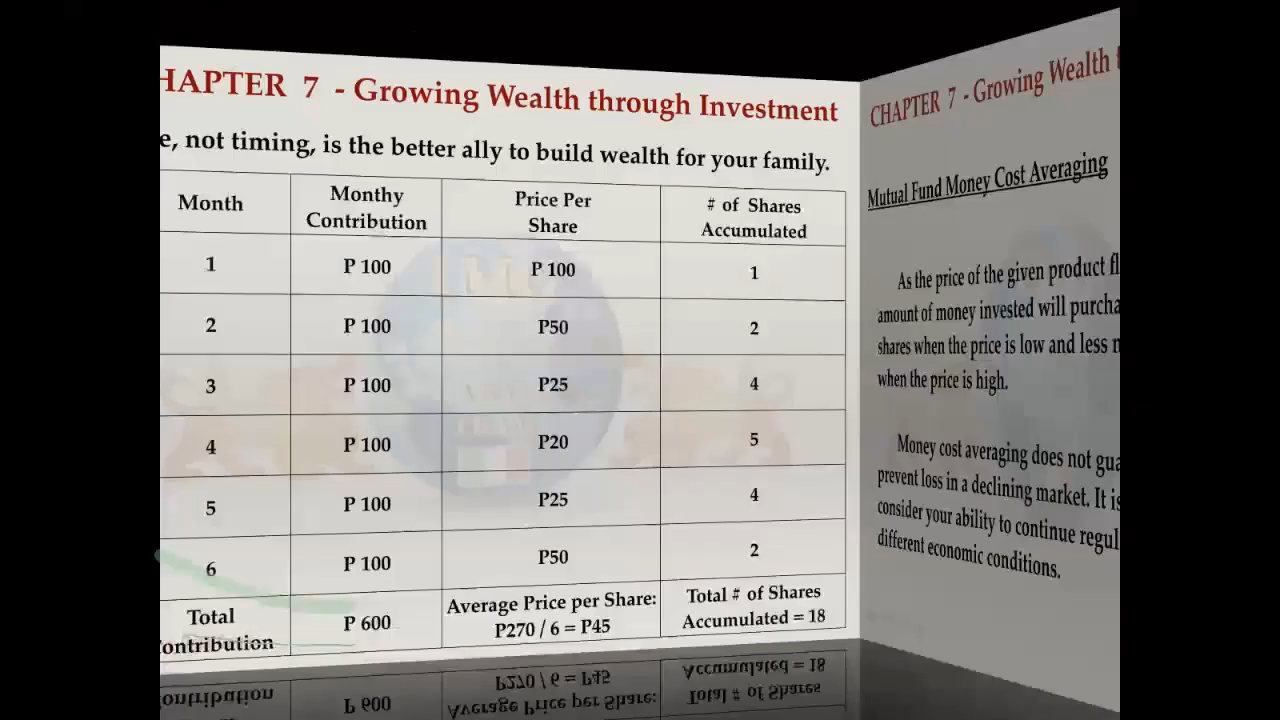 HAPTER 7 - Growing Wealth through Investment
e, not timing, is the better ally to build wealth for your family.
Month Monthy Contribution Price Per Share # of Shares Accumulated
1 P 100 P 100 1
2 P 100 P50 2
3 P 100 P25 4
4 P 100 P20 5
5 P 100 P25 4
6 P 100 P50 2
Total ontribution P 600 Average Price per Share: P270 / 6 = P45 Total # of Shares Accumulated = 18
CHAPTER 7 - Growing Wealth t
Mutual Fund Money Cost Averaging
As the price of the given product fl
amount of money invested will purcha
shares when the price is low and less
when the price is high.
Money cost averaging does not gua
prevent loss in a declining market. It is
consider your ability to continue regul
different economic conditions.